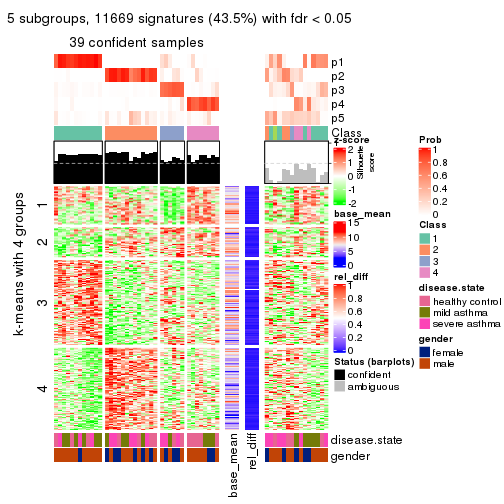 5 subgroups, 11669 signatures (43.5%) with fdr < 0.05
39 confident samples
p1
p2
p3
p4
p5
Class
k-means with 4 groups
1
2
3
4
1
0.5
0
Silhouette
score
z-score
2
1
0
-1
-2
base_mean
15
10
5
0
rel_diff
1
0.8
0.6
0.4
0.2
0
Status (barplots)
confident
ambiguous
Prob
1
0.8
0.6
0.4
0.2
0
Class
1
2
3
4
disease.state
healthy control
mild asthma
severe asthma
gender
female
male
disease.state
gender
base_mean
rel_diff